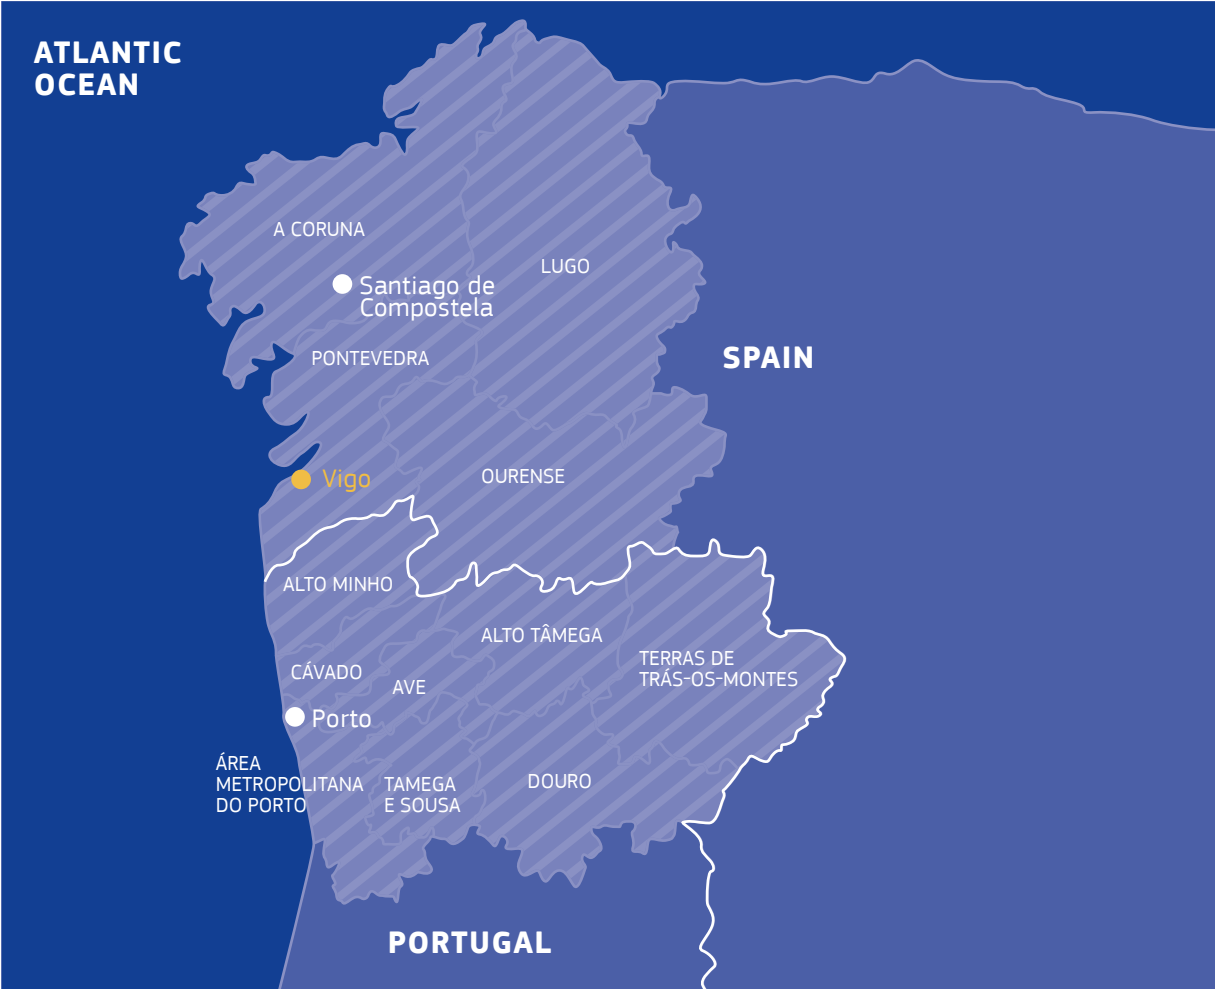 ATLANTIC
OCEAN
A CORUNA
LUGO
Santiago de
Compostela
PONTEVEDRA
SPAIN
OURENSE
Vigo
ALTO MINHO
ALTO TÂMEGA
TERRAS DE
TRÁS-OS-MONTES
CÁVADO
AVE
Porto
ÁREA
METROPOLITANA
DO PORTO
TAMEGA
E SOUSA
DOURO
PORTUGAL